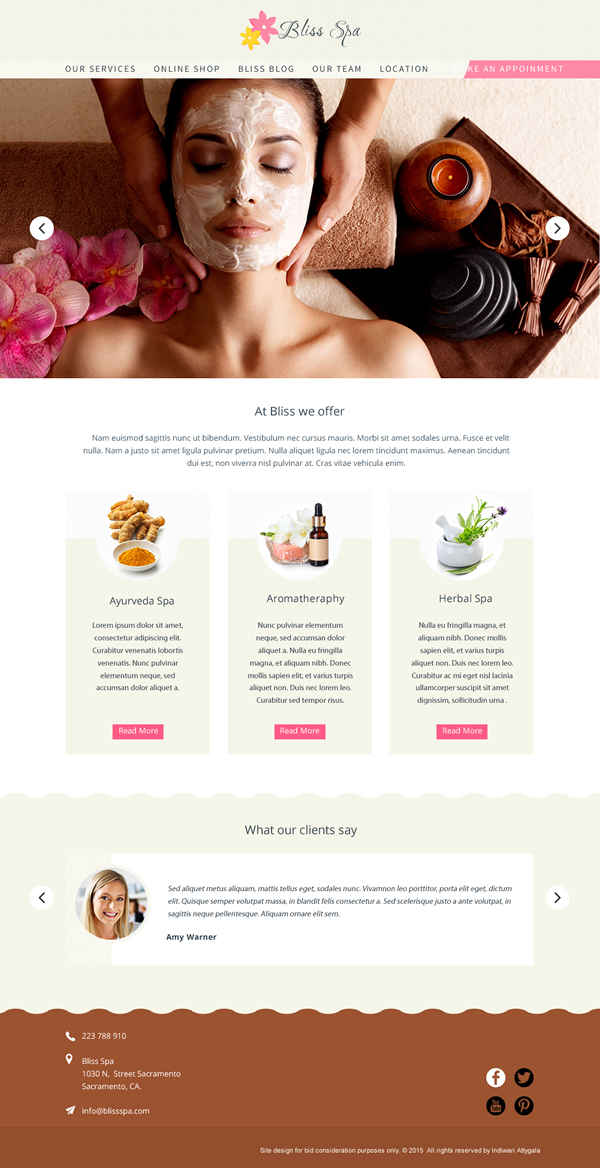 Bliss Spa
OUR SERVICES ONLINE SHOP BLISS BLOG OUR TEAM LOCATION KE AN APPOINMENT
At Bliss we offer
Nam euismod sagittis nunc ut bibendum. Vestibulum nec cursus mauris. Morbi sit amet sodales urna. Fusce et velit
nulla. Nam a justo sit amet ligula pulvinar pretium. Nulla aliquet ligula nec lorem tincidunt maximus. Aenean tincidunt
dui est, non viverra nisl pulvinar at. Cras vitae vehicula enim.
Ayurveda Spa
Lorem ipsum dolor sit amet,
consectetur adipiscing elit.
Curabitur venenatis lobortis
venenatis. Nunc pulvinar
elementum neque, sed
accumsan dolor aliquet a.
Read More
Aromatheraphy
Nunc pulvinar elementum
neque, sed accumsan dolor
aliquet a. Nulla eu fringilla
magna, et aliquam nibh. Donec
mollis sapien elit, et varius turpis
aliquet non. Duis nec lorem leo.
Curabitur sed tempor risus.
Read More
Herbal Spa
Nulla eu fringilla magna, et
aliquam nibh. Donec mollis
sapien elit, et varius turpis
aliquet non. Duis nec lorem leo.
Curabitur ac mi eget nisl lacinia
ullamcorper suscipit sit amet
dignissim, sollicitudin urna .
Read More
What our clients say
Sed aliquet metus aliquam, mattis tellus eget, sodales nunc. Vivamnon leo porttitor, porta elit eget, dictum
elit. Quisque semper volutpat massa, in blandit felis consectetur a. Sed scelerisque justo a ante volutpat, in
sagittis neque pellentesque. Aliquam ornare elit sem.
Amy Warner
223 788 910
Bliss Spa
1030 N, Street Sacramento
Sacramento, CA.
info@blissspa.com
You Tube
Site design for bid consideration purposes only. © 2015 All rights reserved by Indiwari Attygala